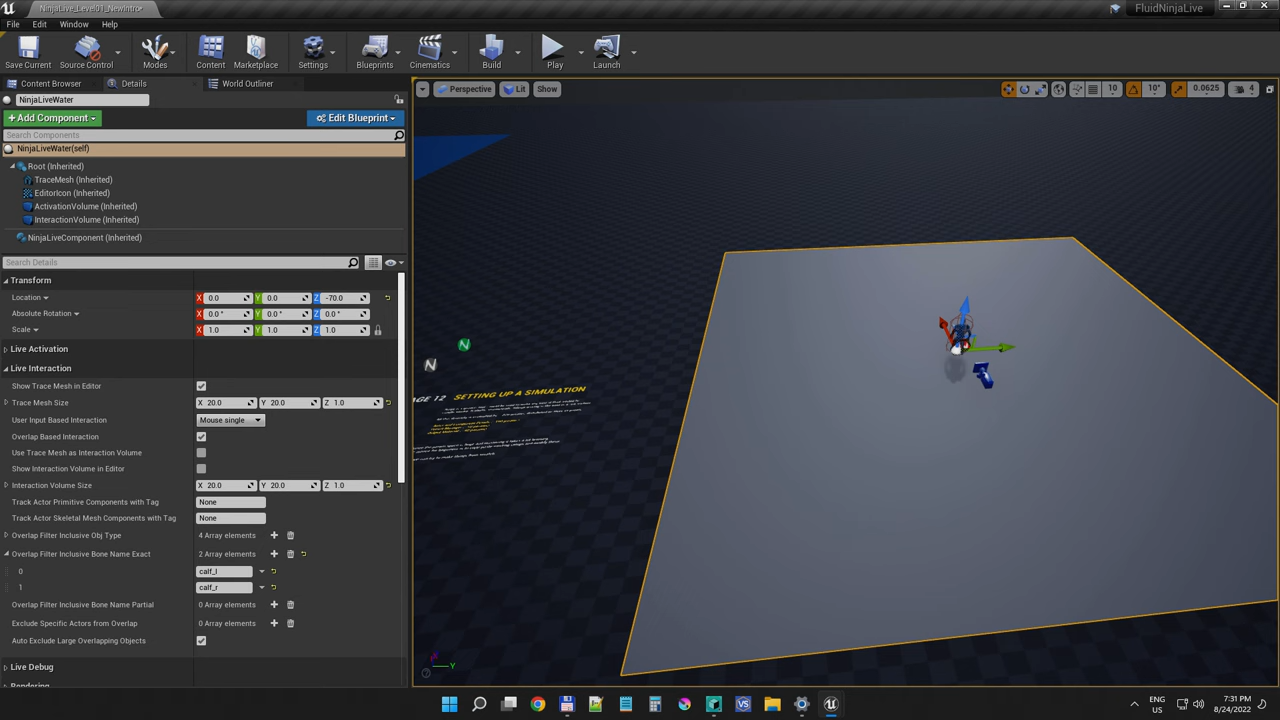 NinjaLive_Level01_NewIntro•
FluidNinjaLive
File Edit Window Help
Save Current Source Control Modes Content Marketplace Settings Blueprints Cinematics Build Play Launch
Content Browser Details World Outliner
NinjaLiveWater
+ Add Component Edit Blueprint
Search Components
NinjaLiveWater(self)
Root (Inherited)
TraceMesh (Inherited)
EditorIcon (Inherited)
ActivationVolume (Inherited)
InteractionVolume (Inherited)
NinjaLiveComponent (Inherited)
Search Details
Transform
Location X 0.0 Y 0.0 Z -70.0
Absolute Rotation X 0.0 ° Y 0.0 ° Z 0.0 °
Scale X 1.0 Y 1.0 Z 1.0
Live Activation
Live Interaction
Show Trace Mesh in Editor
Trace Mesh Size X 20.0 Y 20.0 Z 1.0
User Input Based Interaction Mouse single
Overlap Based Interaction
Use Trace Mesh as Interaction Volume
Show Interaction Volume in Editor
Interaction Volume Size X 20.0 Y 20.0 Z 1.0
Track Actor Primitive Components with Tag None
Track Actor Skeletal Mesh Components with Tag None
Overlap Filter Inclusive Obj Type 4 Array elements
Overlap Filter Inclusive Bone Name Exact 2 Array elements
0 calf_l
1 calf_r
Overlap Filter Inclusive Bone Name Partial 0 Array elements
Exclude Specific Actors from Overlap 0 Array elements
Auto Exclude Large Overlapping Objects
Live Debug
Rendering
Perspective Lit Show
10 10° 0.0625 4
N
N
12 SETTING UP A SIMULATION
Y
ENG
US
7:31 PM
8/24/2022